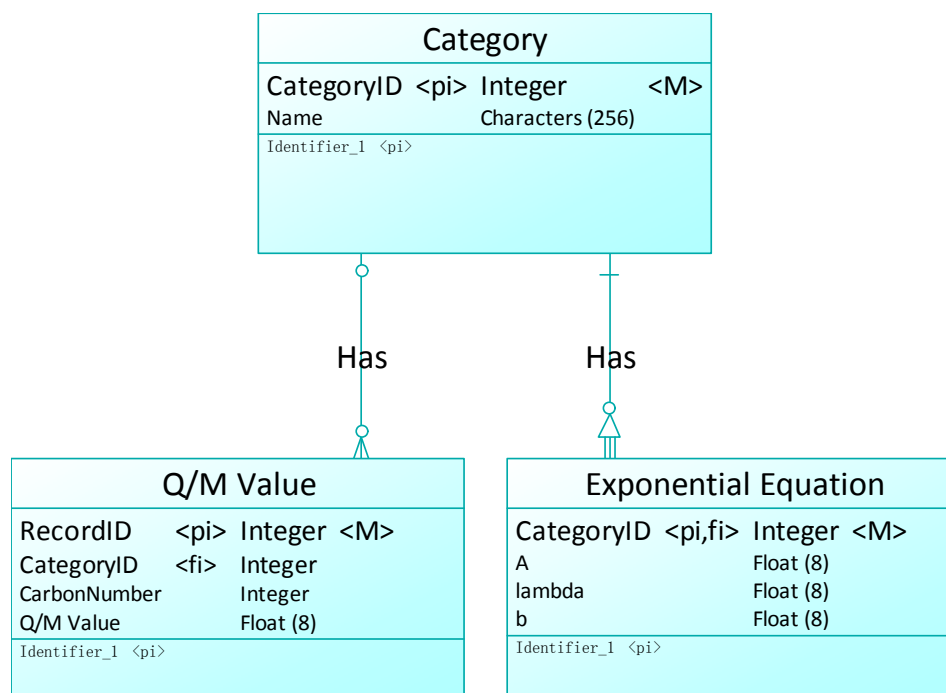 Category
CategoryID <pi> Integer <M>
Name Characters (256)
Identifier_1 <pi>
Has
Has
Q/M Value
RecordID <pi> Integer <M>
CategoryID <fi> Integer
CarbonNumber Integer
Q/M Value Float (8)
Identifier_1 <pi>
Exponential Equation
CategoryID <pi,fi> Integer <M>
A Float (8)
lambda Float (8)
b Float (8)
Identifier_1 <pi>